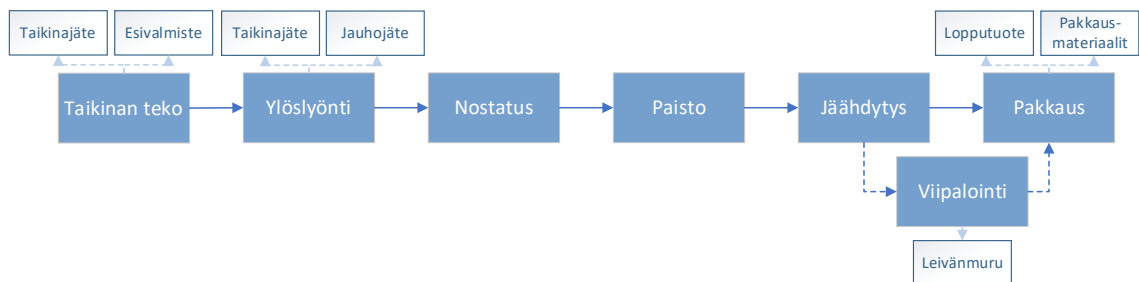 Taikinajäte
Esivalmiste
Taikinajäte
Jauhojäte
Lopputuote
Pakkaus-
materiaalit
Taikinan teko
Ylöslyönti
Nostatus
Paisto
Jäähdytys
Pakkaus
Viipalointi
Leivänmuru